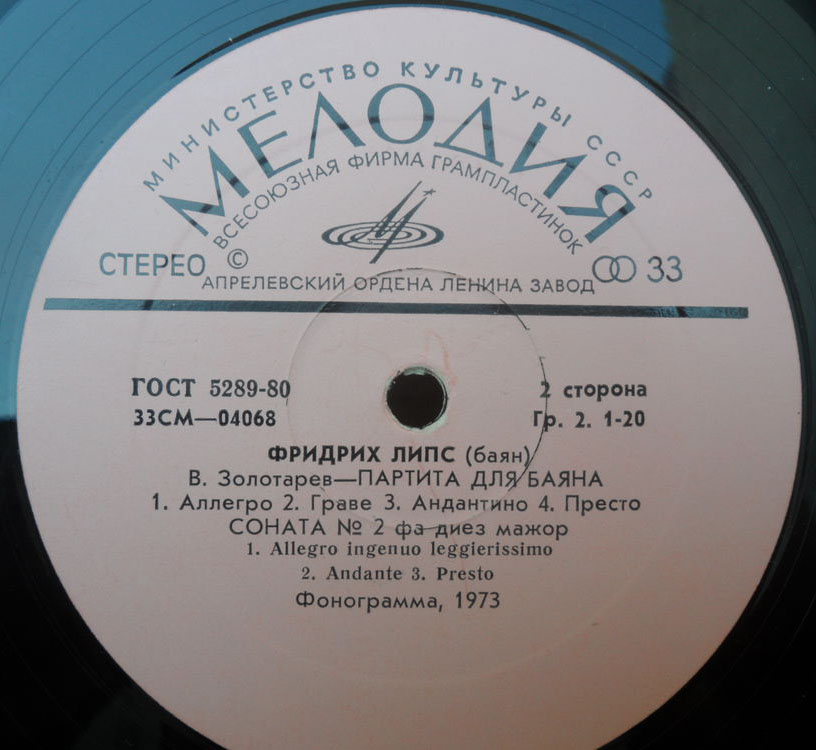 МИНИСТЕРСТВО КУЛЬТУРЫ СССР
МЕЛОДИЯ
ВСЕСОЮЗНАЯ ФИРМА ГРАМПЛАСТИНОК
СТЕРЕО © 33
АПРЕЛЕВСКИЙ ОРДЕНА ЛЕНИНА ЗАВОД
ГОСТ 5289-80 2 сторона
33СМ—04068 Гр. 2. 1-20
ФРИДРИХ ЛИПС (баян)
В. Золотарев—ПАРТИТА ДЛЯ БАЯНА
1. Аллегро 2. Граве 3. Андантино 4. Престо
СОНАТА № 2 фа диез мажор
1. Allegro ingenuo leggierissimo
2. Andante 3. Presto
Фонограмма, 1973